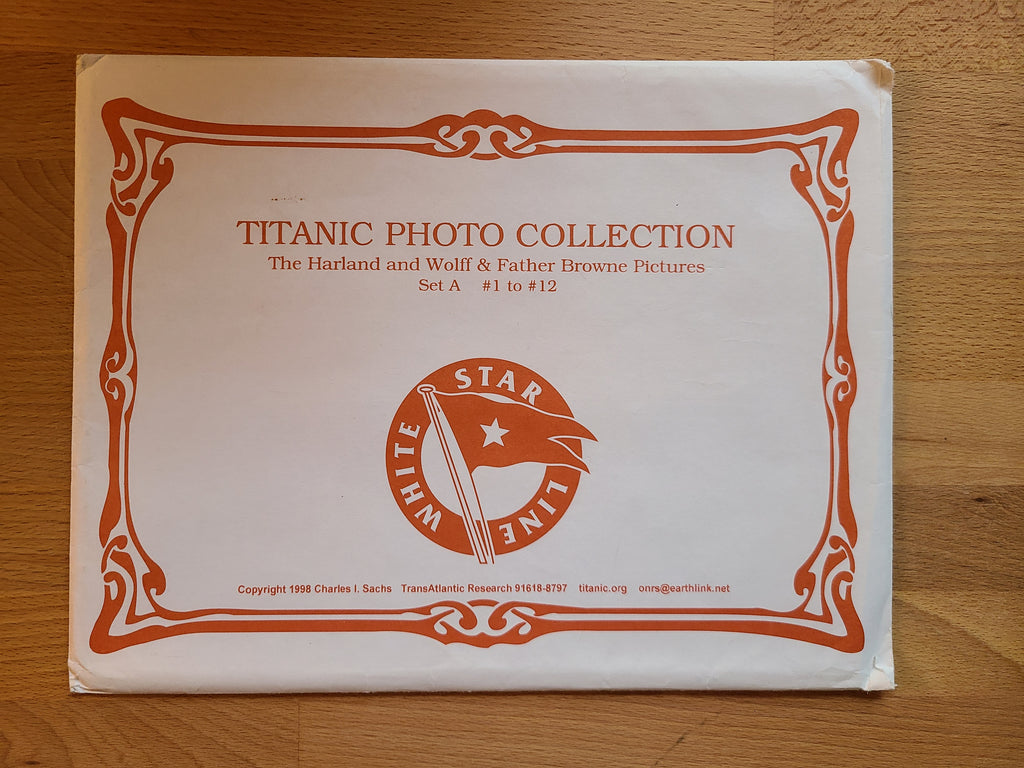 TITANIC PHOTO COLLECTION
The Harland and Wolff & Father Browne Pictures
Set A #1 to #12
WHITE STAR LINE
Copyright 1998 Charles I. Sachs TransAtlantic Research 91618-8797 titanic.org onrs@earthlink.net